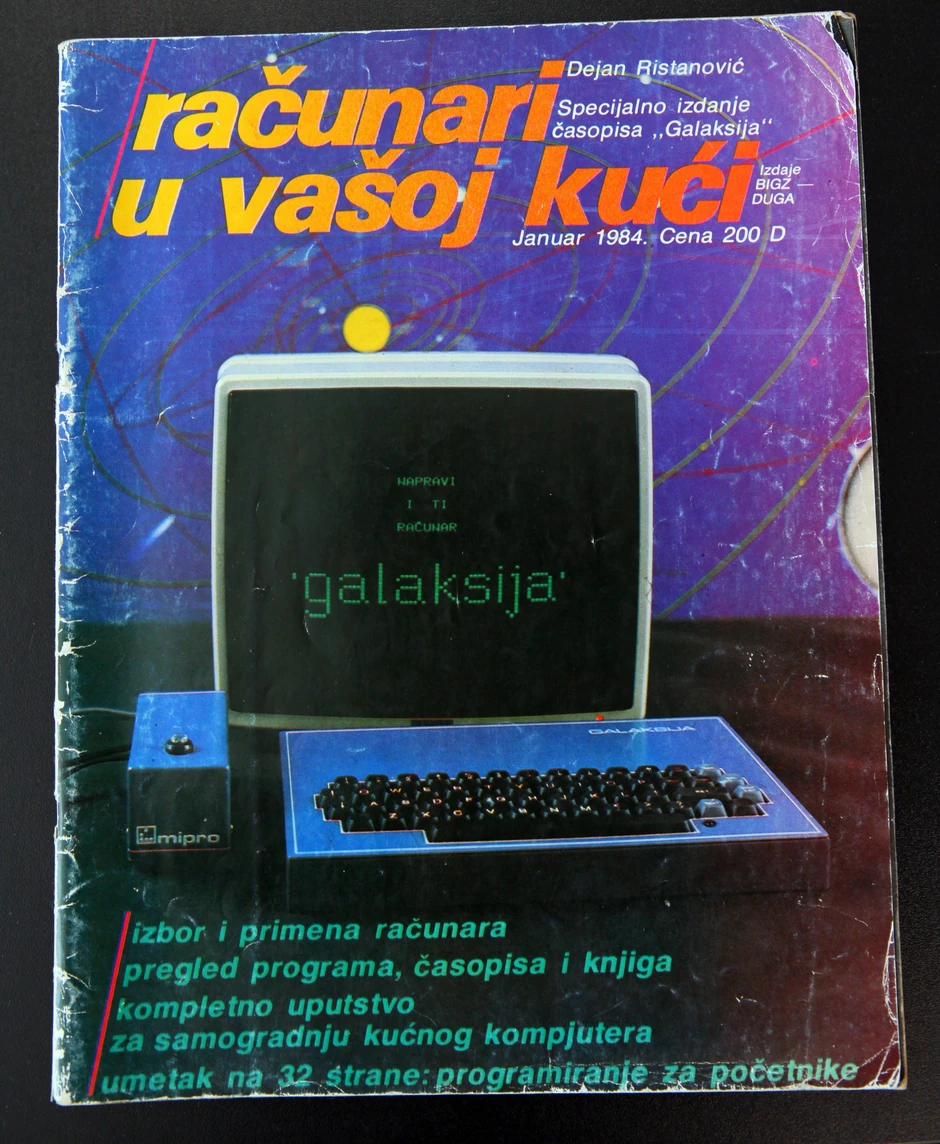 računari
u vašoj kući
Dejan Ristanović
Specijalno izdanje
časopisa „Galaksija“
Izdaje
BIGZ —
DUGA
Januar 1984. Cena 200 D
NAPRAVI
I TI
RAČUNAR
'galaksija'
GALAKSIJA
mipro
izbor i primena računara
pregled programa, časopisa i knjiga
kompletno uputstvo
za samogradnju kućnog kompjutera
umetak na 32 strane: programiranje za početnike